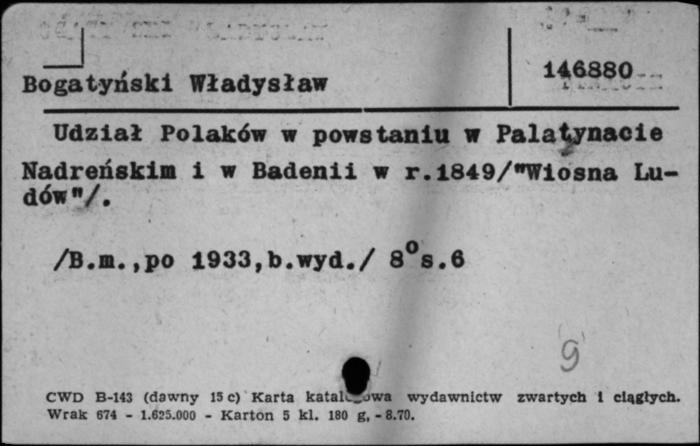 Bogatyński Władysław
146880
Udział Polaków w powstaniu w Palatynacie
Nadreńskim i w Badenii w r.1849/"Wiosna Lu-
dów"/.
/B.m.,po 1933,b.wyd./ 8°s.6
9
CWD B-143 (dawny 15 c) Karta katalogowa wydawnictw zwartych i ciągłych.
Wrak 674 - 1.625.000 - Karton 5 kl. 180 g, - 8.70.